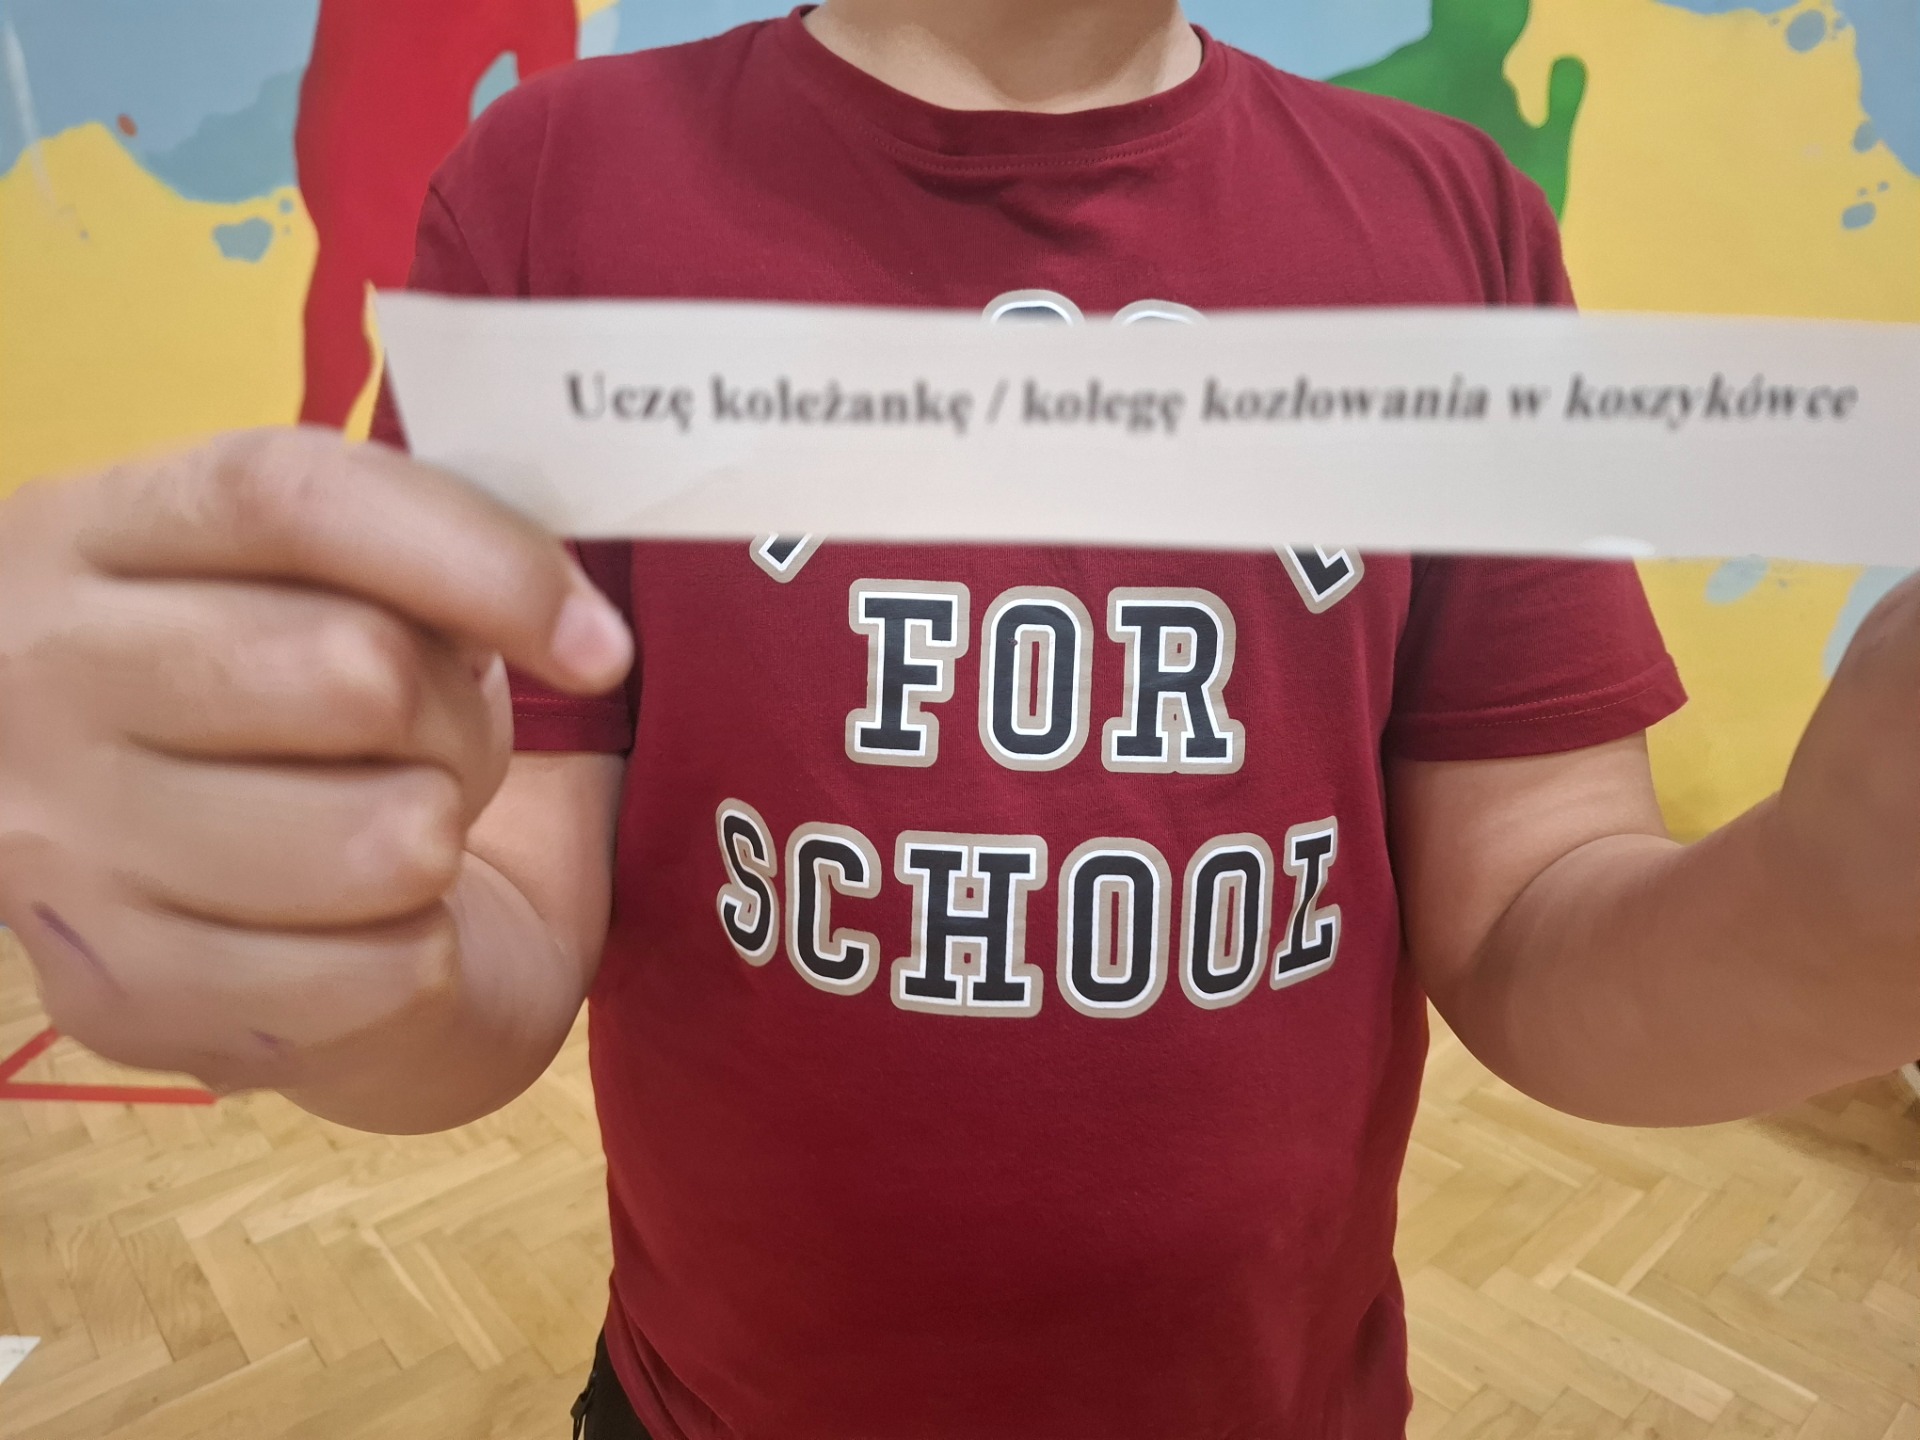 Uczę koleżankę / kolegę kozłowania w koszykówce
FOR
SCHOOL